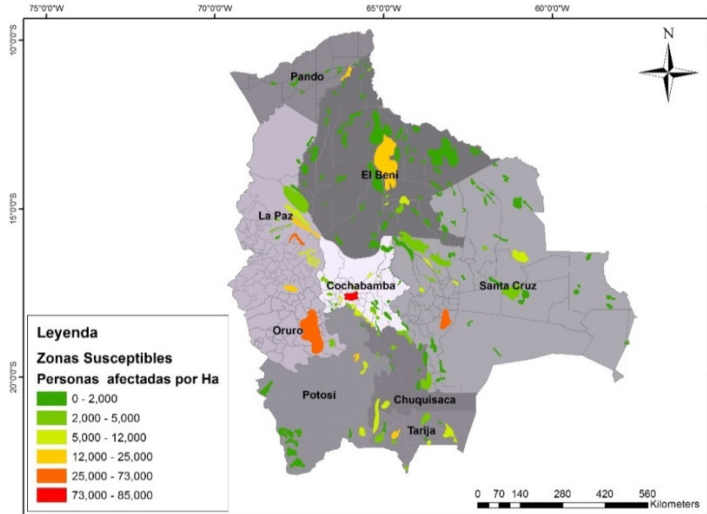 75°0'0"W 70°0'0"W 65°0'0"W 60°0'0"W
10°0'0"S
N
Pando
El Beni
15°0'0"S
La Paz
Cochabamba
Santa Cruz
Oruro
20°0'0"S
Potosí
Chuquisaca
Tarija
Leyenda
Zonas Susceptibles
Personas afectadas por Ha
0 - 2,000
2,000 - 5,000
5,000 - 12,000
12,000 - 25,000
25,000 - 73,000
73,000 - 85,000
0 70 140 280 420 560
Kilometers